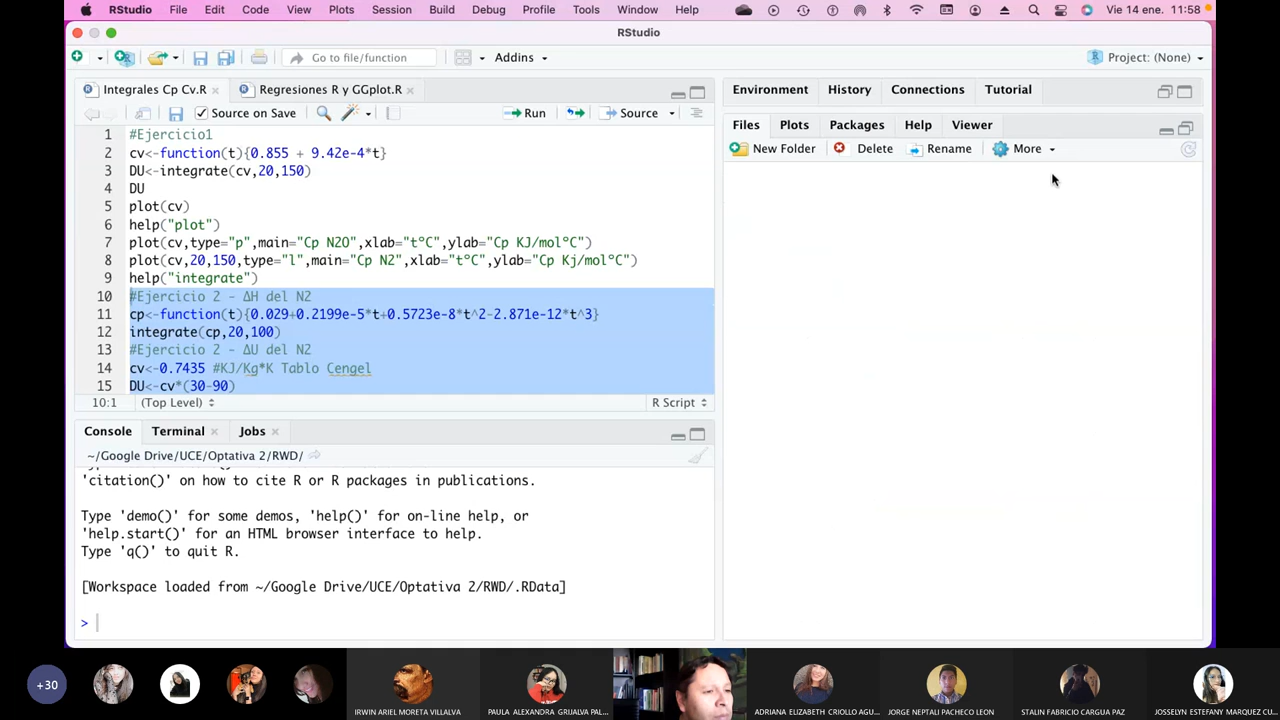 RStudio File Edit Code View Plots Session Build Debug Profile Tools Window Help Vie 14 ene. 11:58
RStudio
Go to file/function Addins Project: (None)
Integrales Cp Cv.R Regresiones R y GGplot.R
Source on Save Run Source
1 #Ejercicio1
2 cv<-function(t){0.855 + 9.42e-4*t}
3 DU<-integrate(cv,20,150)
4 DU
5 plot(cv)
6 help("plot")
7 plot(cv,type="p",main="Cp N2O",xlab="t°C",ylab="Cp KJ/mol°C")
8 plot(cv,20,150,type="l",main="Cp N2",xlab="t°C",ylab="Cp Kj/mol°C")
9 help("integrate")
10 #Ejercicio 2 - ΔH del N2
11 cp<-function(t){0.029+0.2199e-5*t+0.5723e-8*t^2-2.871e-12*t^3}
12 integrate(cp,20,100)
13 #Ejercicio 2 - ΔU del N2
14 cv<-0.7435 #KJ/Kg*K Tablo Cengel
15 DU<-cv*(30-90)
10:1 (Top Level) R Script
Console Terminal Jobs
~/Google Drive/UCE/Optativa 2/RWD/
'citation()' on how to cite R or R packages in publications.
Type 'demo()' for some demos, 'help()' for on-line help, or
'help.start()' for an HTML browser interface to help.
Type 'q()' to quit R.
[Workspace loaded from ~/Google Drive/UCE/Optativa 2/RWD/.RData]
>
Environment History Connections Tutorial
Files Plots Packages Help Viewer
New Folder Delete Rename More
+30
IRWIN ARIEL MORETA VILLALVA PAULA ALEXANDRA GRIJALVA PAL... ADRIANA ELIZABETH CRIOLLO AGU... JORGE NEPTALI PACHECO LEON STALIN FABRICIO CARGUA PAZ JOSSELYN ESTEFANY MARQUEZ CU...